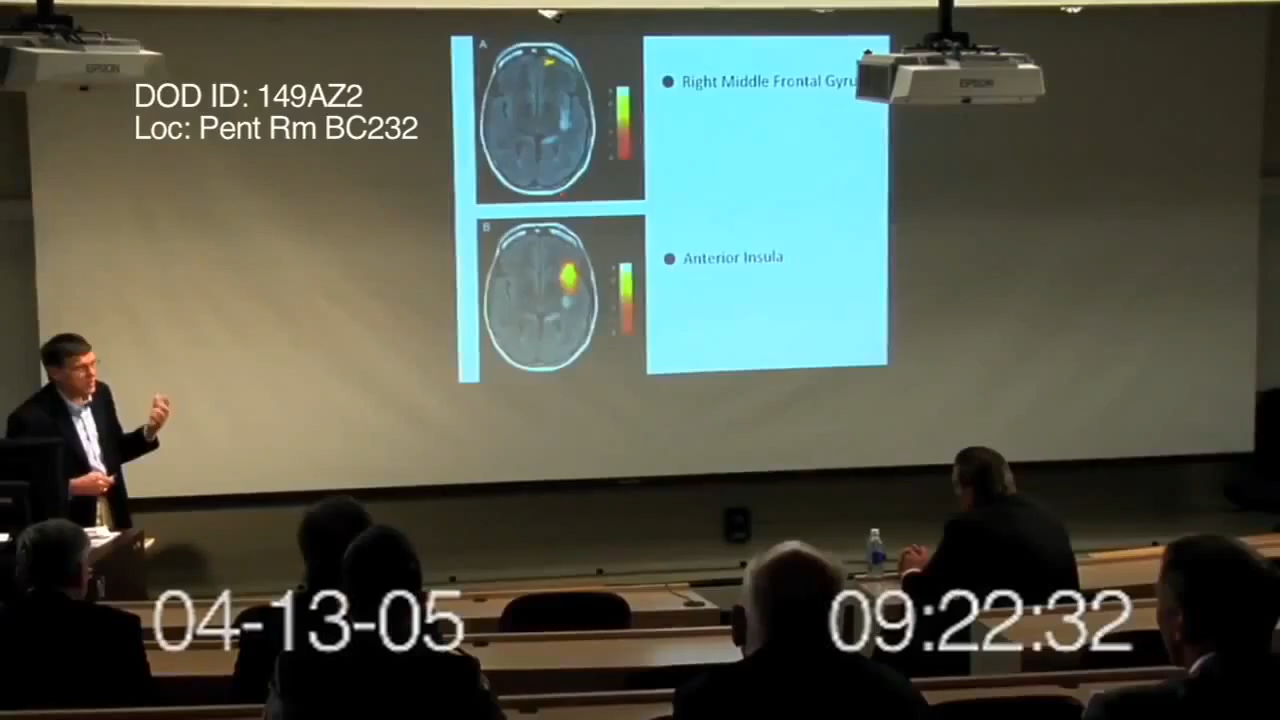 EPSON
EPSON
DOD ID: 149AZ2
Loc: Pent Rm BC232
A
Right Middle Frontal Gyru
B
Anterior Insula
04-13-05
09:22:32